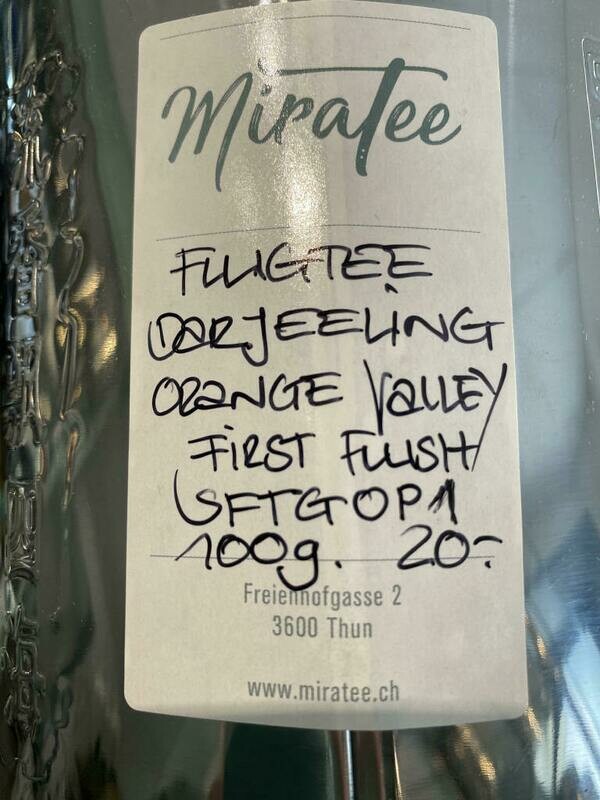 MiraTee
FLUGTEE
DARJEELING
ORANGE VALLEY
FIRST FLUSH
SFTGOP1
100g. 20.-
Freienhofgasse 2
3600 Thun
www.miratee.ch